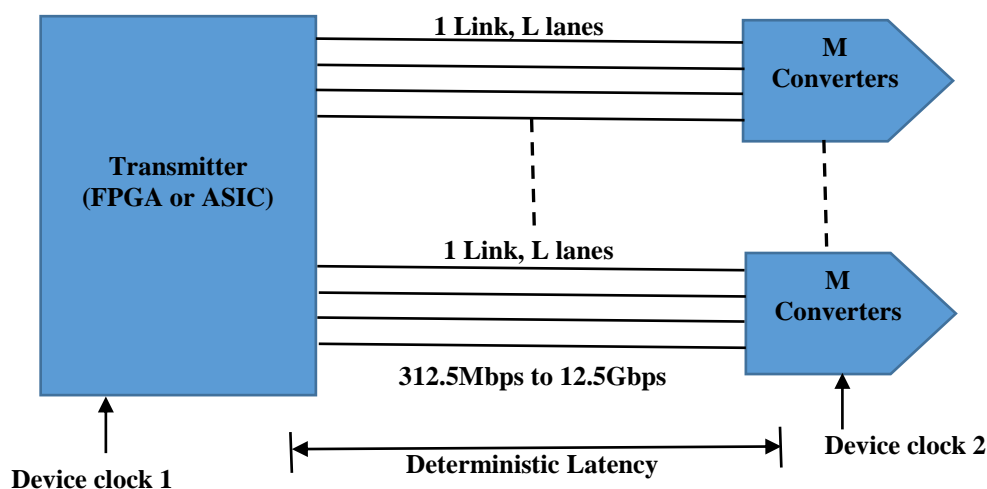 1 Link, L lanes
M
Converters
Transmitter
(FPGA or ASIC)
1 Link, L lanes
M
Converters
312.5Mbps to 12.5Gbps
Device clock 2
Deterministic Latency
Device clock 1